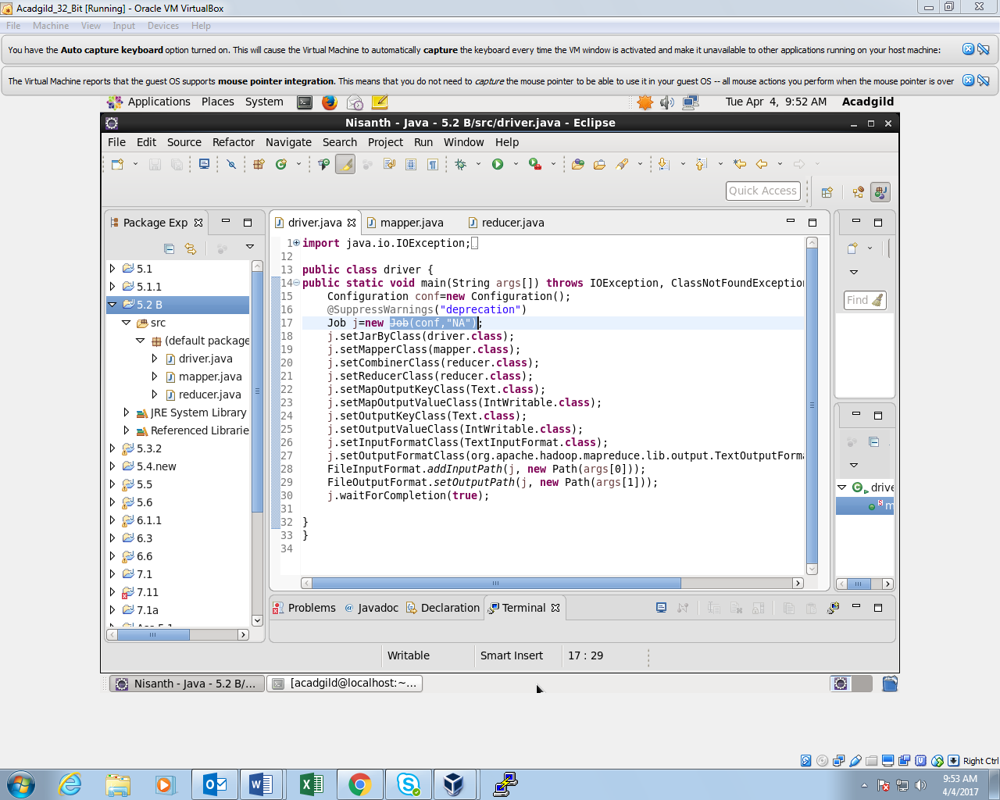 Acadgild_32_Bit [Running] - Oracle VM VirtualBox
File Machine View Input Devices Help
You have the Auto capture keyboard option turned on. This will cause the Virtual Machine to automatically capture the keyboard every time the VM window is activated and make it unavailable to other applications running on your host machine:
The Virtual Machine reports that the guest OS supports mouse pointer integration. This means that you do not need to capture the mouse pointer to be able to use it in your guest OS -- all mouse actions you perform when the mouse pointer is over
Applications Places System Tue Apr 4, 9:52 AM Acadgild
Nisanth - Java - 5.2 B/src/driver.java - Eclipse
File Edit Source Refactor Navigate Search Project Run Window Help
Quick Access
Package Exp
5.1
5.1.1
5.2 B
src
(default package
driver.java
mapper.java
reducer.java
JRE System Library
Referenced Librarie
5.3.2
5.4.new
5.5
5.6
6.1.1
6.3
6.6
7.1
7.11
7.1a
driver.java mapper.java reducer.java
1 import java.io.IOException;
12
13 public class driver {
14 public static void main(String args[]) throws IOException, ClassNotFoundException
15 Configuration conf=new Configuration();
16 @SuppressWarnings("deprecation")
17 Job j=new Job(conf,"NA");
18 j.setJarByClass(driver.class);
19 j.setMapperClass(mapper.class);
20 j.setCombinerClass(reducer.class);
21 j.setReducerClass(reducer.class);
22 j.setMapOutputKeyClass(Text.class);
23 j.setMapOutputValueClass(IntWritable.class);
24 j.setOutputKeyClass(Text.class);
25 j.setOutputValueClass(IntWritable.class);
26 j.setInputFormatClass(TextInputFormat.class);
27 j.setOutputFormatClass(org.apache.hadoop.mapreduce.lib.output.TextOutputForma
28 FileInputFormat.addInputPath(j, new Path(args[0]));
29 FileOutputFormat.setOutputPath(j, new Path(args[1]));
30 j.waitForCompletion(true);
31
32 }
33 }
34
Find
drive
m
Problems Javadoc Declaration Terminal
Writable Smart Insert 17 : 29
Nisanth - Java - 5.2 B/... [acadgild@localhost:~...
Right Ctrl
9:53 AM
4/4/2017